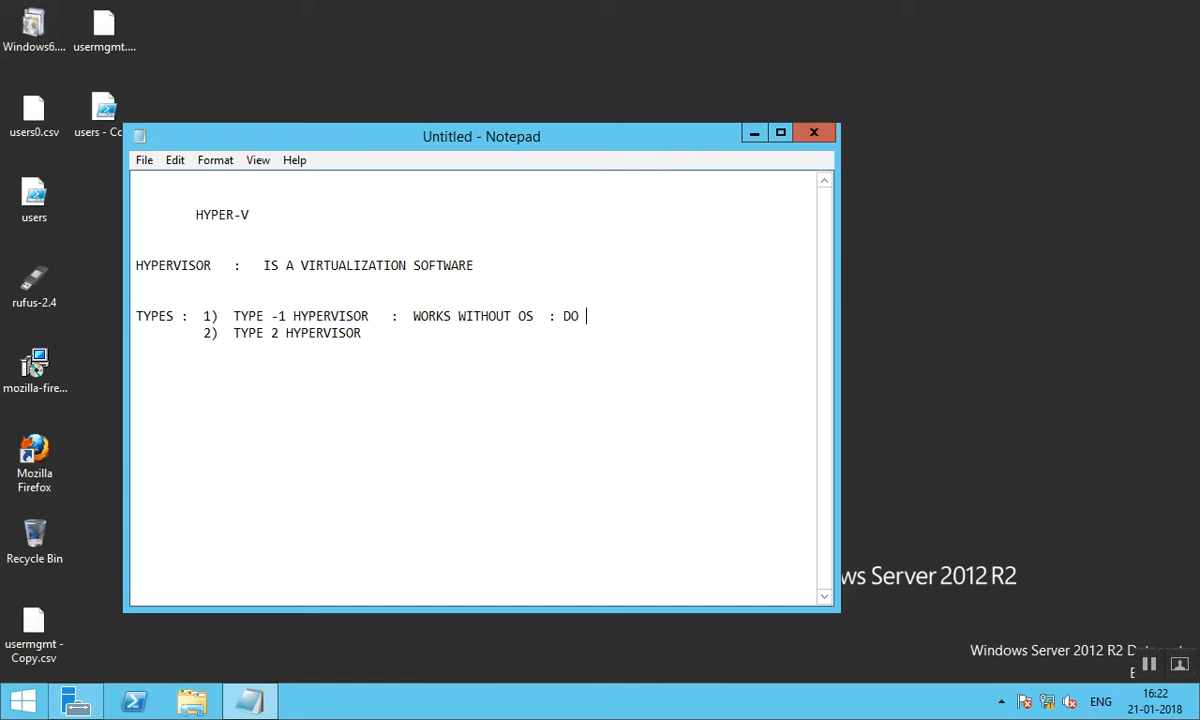 Windows6....
usermgmt....
users0.csv
users - Cc
users
rufus-2.4
mozilla-fire...
Mozilla
Firefox
Recycle Bin
usermgmt -
Copy.csv
Untitled - Notepad
File Edit Format View Help
HYPER-V
HYPERVISOR : IS A VIRTUALIZATION SOFTWARE
TYPES : 1) TYPE -1 HYPERVISOR : WORKS WITHOUT OS : DO
2) TYPE 2 HYPERVISOR
ws Server 2012 R2
Windows Server 2012 R2
ENG
16:22
21-01-2018